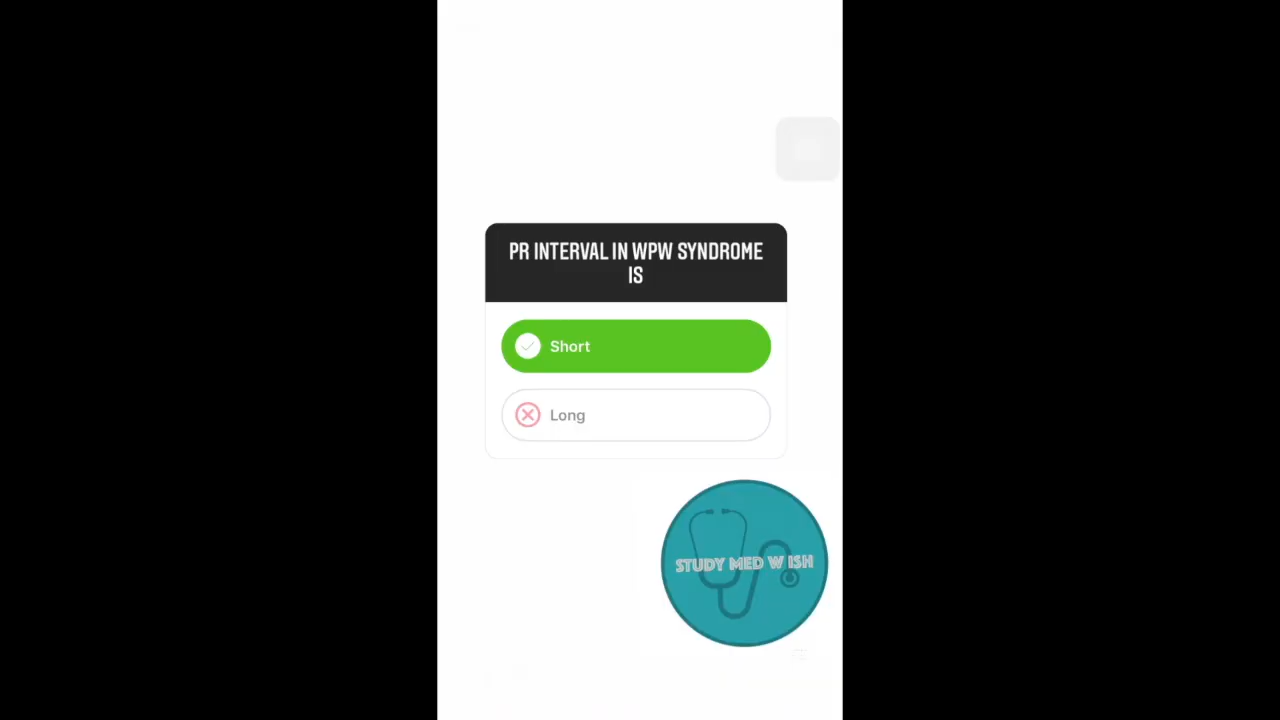 PR INTERVAL IN WPW SYNDROME
IS
Short
Long
STUDY MED W ISH